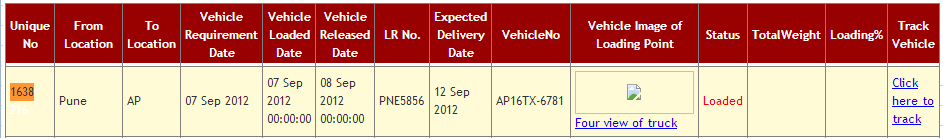 Unique No
From Location
To Location
Vehicle Requirement Date
Vehicle Loaded Date
Vehicle Released Date
LR No.
Expected Delivery Date
VehicleNo
Vehicle Image of Loading Point
Status
TotalWeight
Loading%
Track Vehicle
1638
Pune
AP
07 Sep 2012
07 Sep 2012 00:00:00
08 Sep 2012 00:00:00
PNE5856
12 Sep 2012
AP16TX-6781
Four view of truck
Loaded
Click here to track